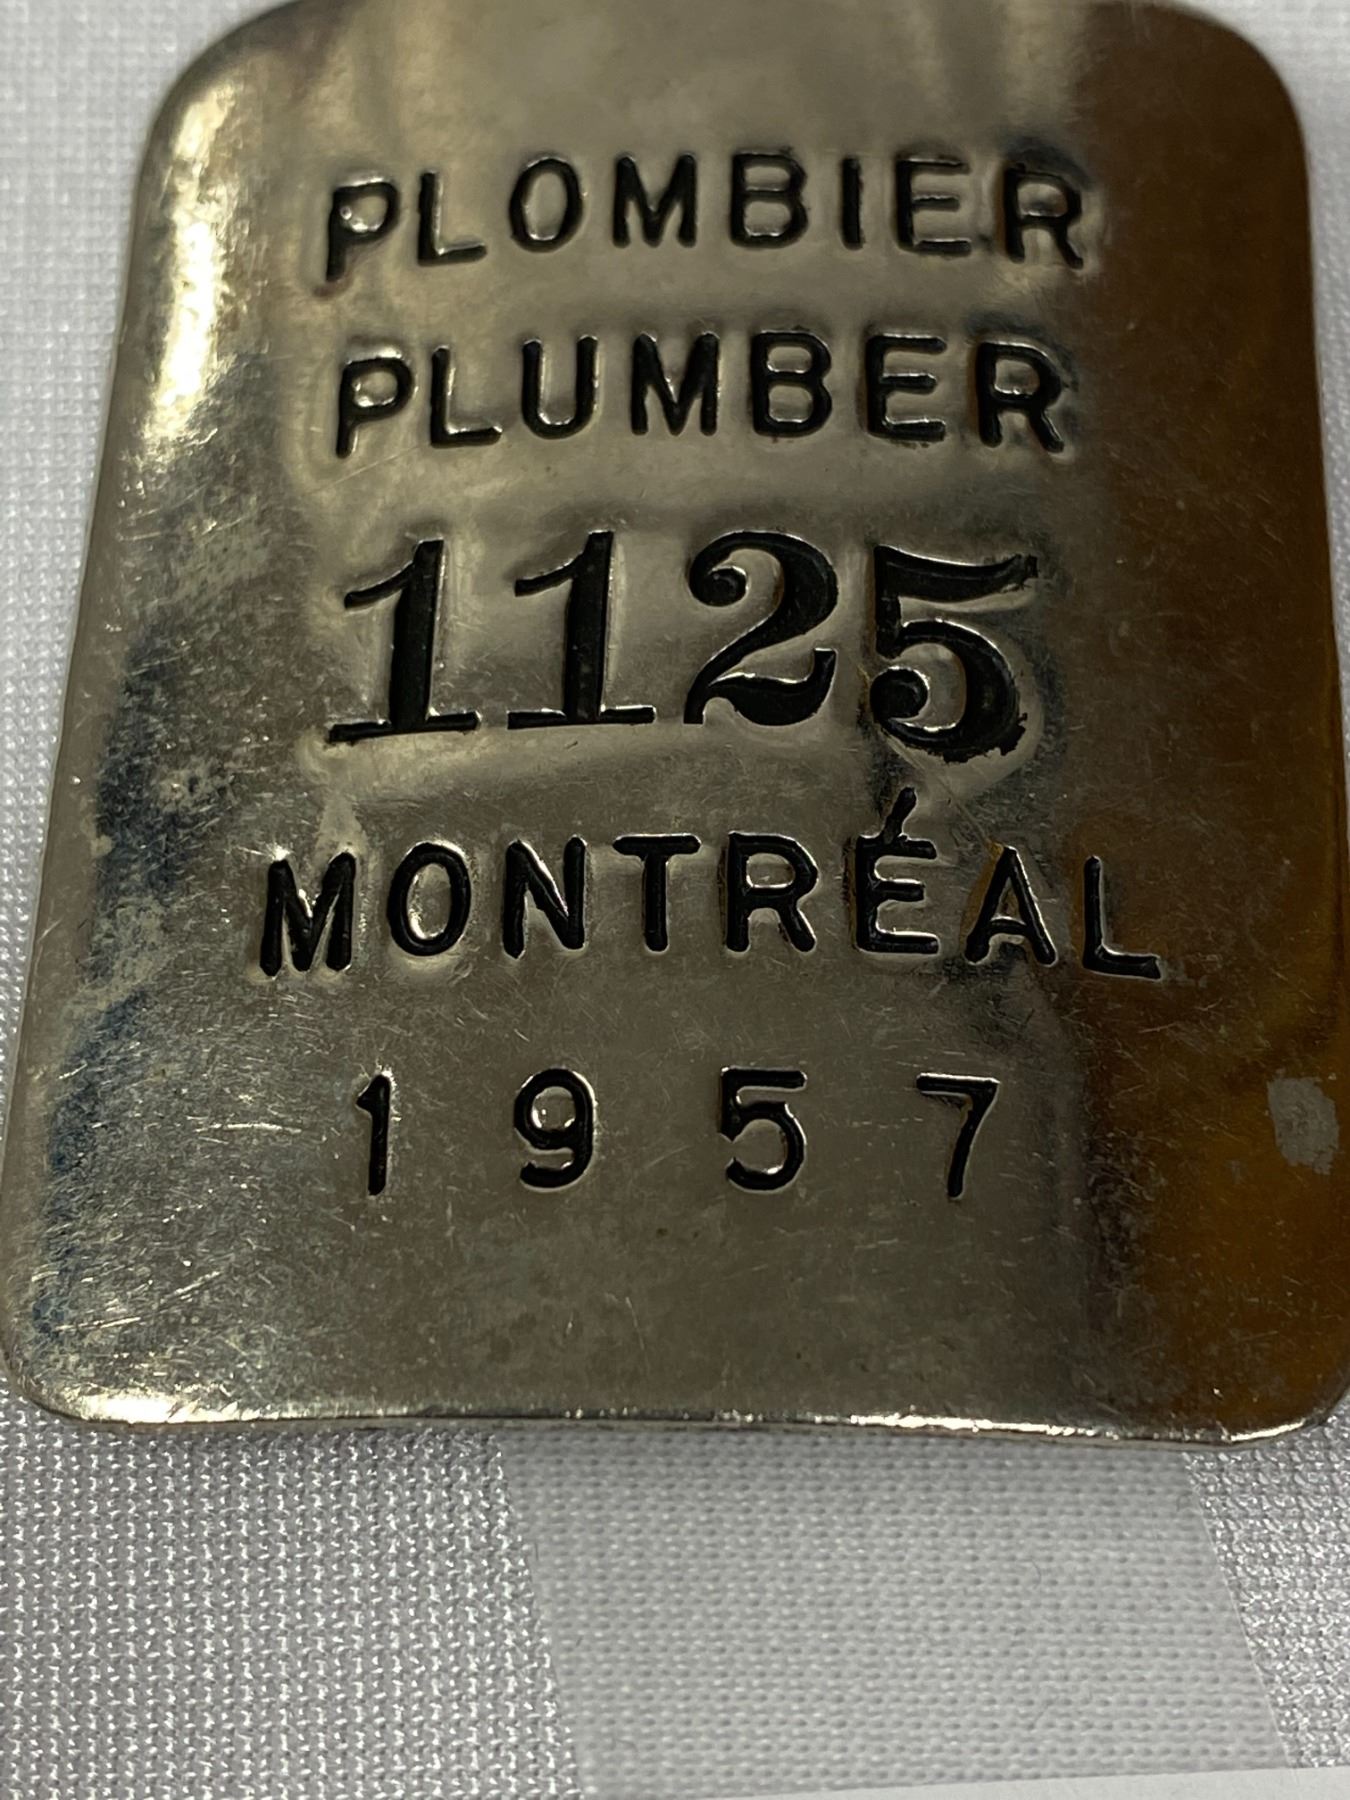 PLOMBIER
PLUMBER
1125
MONTRÉAL
1957